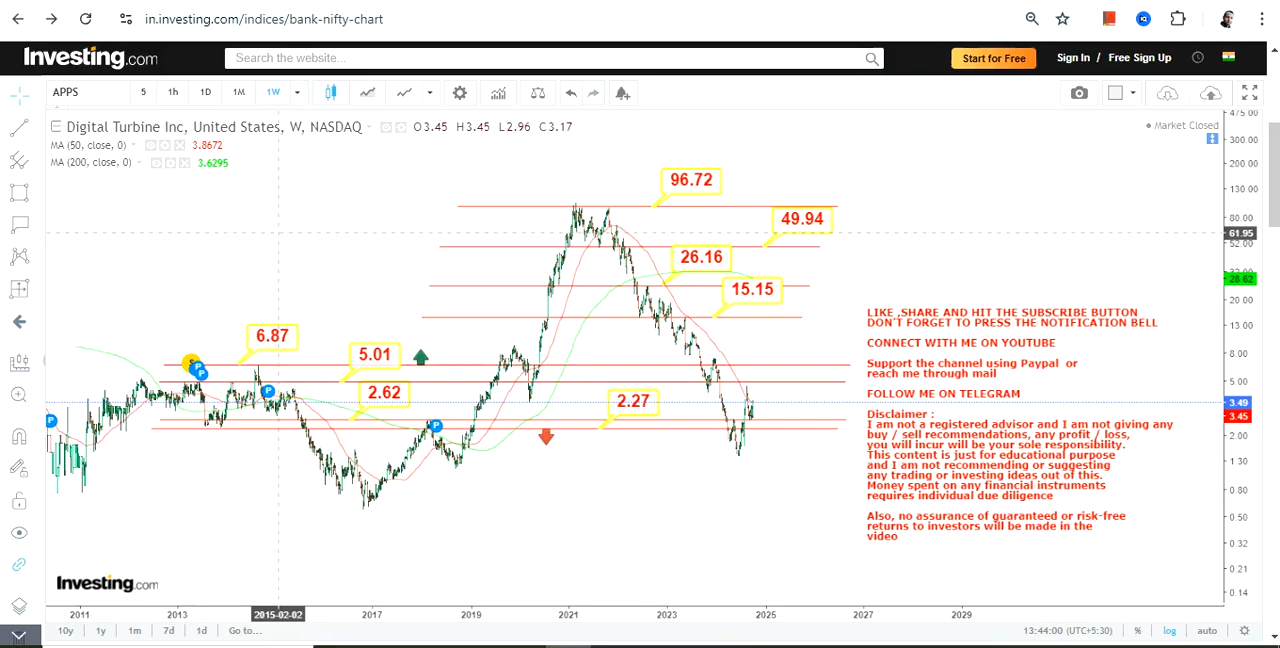 in.investing.com/indices/bank-nifty-chart
Investing.com
Search the website...
Start for Free
Sign In / Free Sign Up
APPS 5 1h 1D 1M 1W
Digital Turbine Inc, United States, W, NASDAQ O3.45 H3.45 L2.96 C3.17
Market Closed
MA (50, close, 0) 3.8672
MA (200, close, 0) 3.6295
96.72
49.94
26.16
15.15
6.87
5.01
2.62
2.27
P
P
P
P
P
LIKE ,SHARE AND HIT THE SUBSCRIBE BUTTON
DON'T FORGET TO PRESS THE NOTIFICATION BELL
CONNECT WITH ME ON YOUTUBE
Support the channel using Paypal or
reach me through mail
FOLLOW ME ON TELEGRAM
Disclaimer :
I am not a registered advisor and I am not giving any
buy / sell recommendations, any profit / loss,
you will incur will be your sole responsibility.
This content is just for educational purpose
and I am not recommending or suggesting
any trading or investing ideas out of this.
Money spent on any financial instruments
requires individual due diligence
Also, no assurance of guaranteed or risk-free
returns to investors will be made in the
video
475.00
300.00
200.00
130.00
80.00
61.95
52.00
20.00
13.00
8.00
5.00
3.49
3.45
2.00
1.30
0.80
0.50
0.32
0.21
0.14
Investing.com
2011 2013 2015-02-02 2017 2019 2021 2023 2025 2027 2029
10y 1y 1m 7d 1d Go to...
13:44:00 (UTC+5:30) % log auto